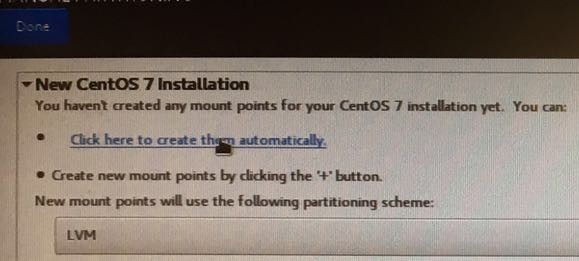 Done
New CentOS 7 Installation
You haven't created any mount points for your CentOS 7 installation yet. You can:
Click here to create them automatically.
Create new mount points by clicking the '+' button.
New mount points will use the following partitioning scheme:
LVM